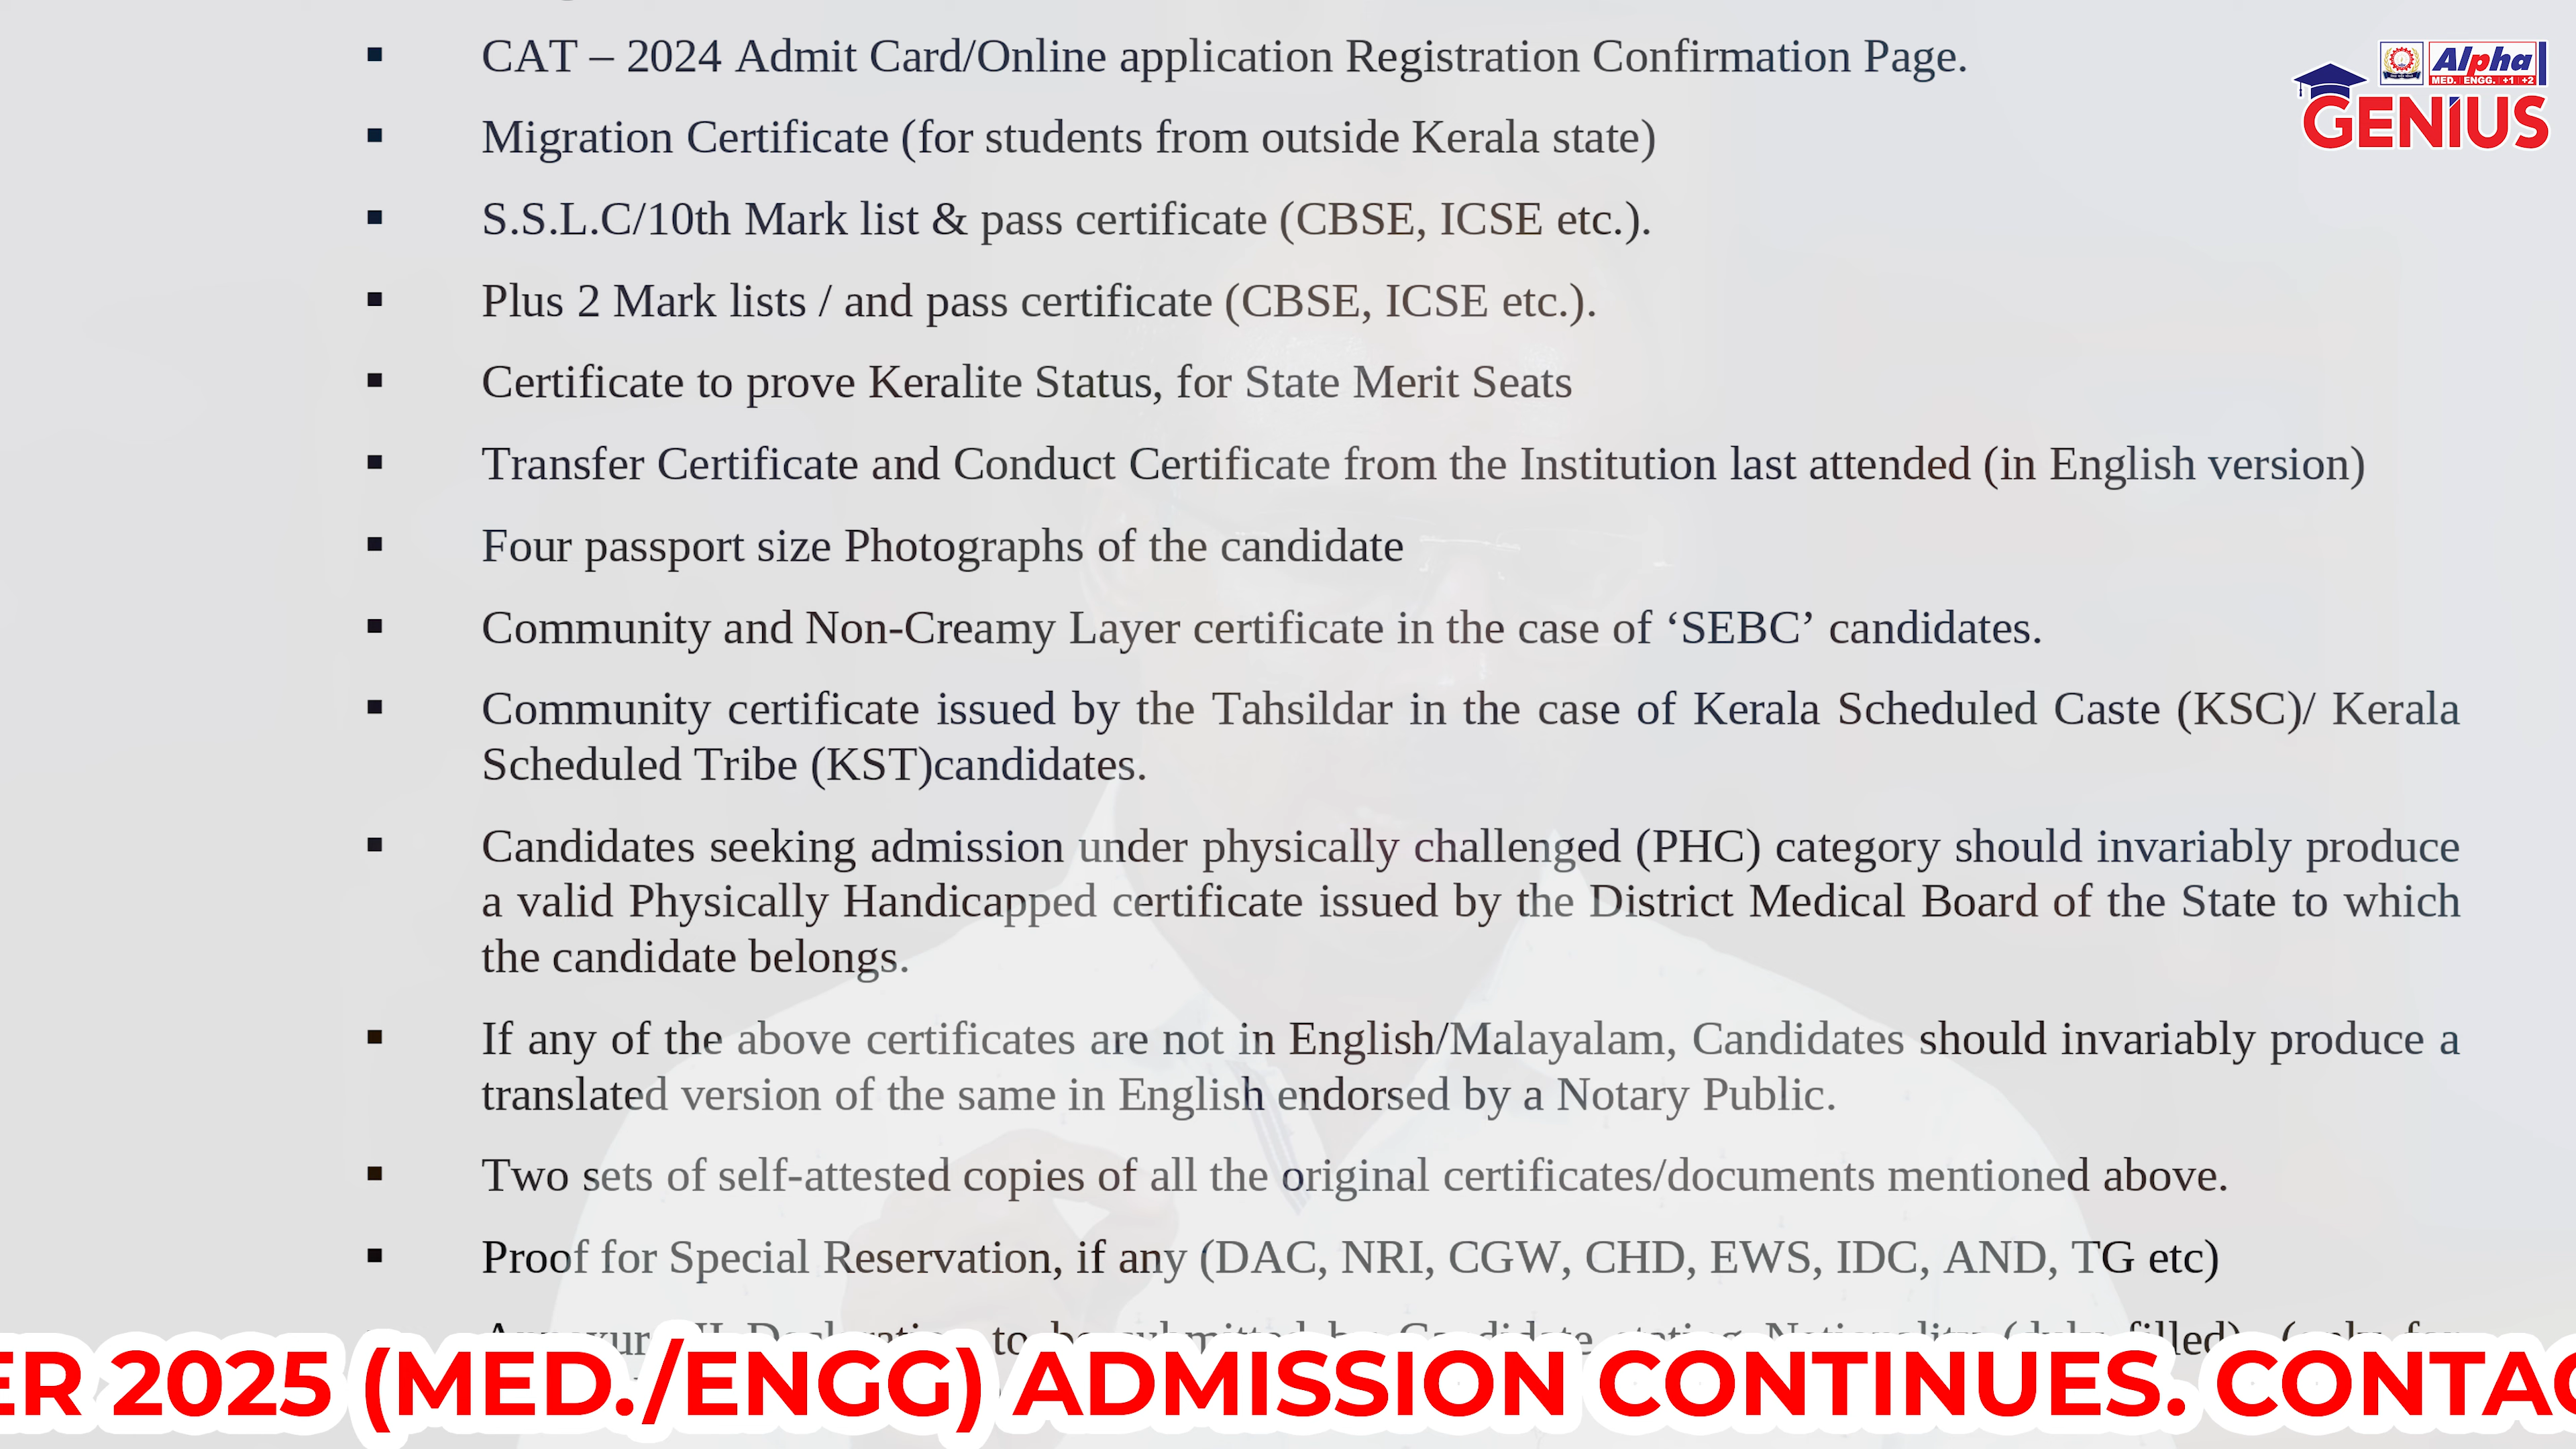 CAT – 2024 Admit Card/Online application Registration Confirmation Page.
Alpha
MED. ENGG. +1 +2
GENIUS
Migration Certificate (for students from outside Kerala state)
S.S.L.C/10th Mark list & pass certificate (CBSE, ICSE etc.).
Plus 2 Mark lists / and pass certificate (CBSE, ICSE etc.).
Certificate to prove Keralite Status, for State Merit Seats
Transfer Certificate and Conduct Certificate from the Institution last attended (in English version)
Four passport size Photographs of the candidate
Community and Non-Creamy Layer certificate in the case of ‘SEBC’ candidates.
Community certificate issued by the Tahsildar in the case of Kerala Scheduled Caste (KSC)/ Kerala
Scheduled Tribe (KST)candidates.
Candidates seeking admission under physically challenged (PHC) category should invariably produce
a valid Physically Handicapped certificate issued by the District Medical Board of the State to which
the candidate belongs.
If any of the above certificates are not in English/Malayalam, Candidates should invariably produce a
translated version of the same in English endorsed by a Notary Public.
Two sets of self-attested copies of all the original certificates/documents mentioned above.
Proof for Special Reservation, if any (DAC, NRI, CGW, CHD, EWS, IDC, AND, TG etc)
to be submitted by Candidate stating Nationality (duly filled)
ER 2025 (MED./ENGG) ADMISSION CONTINUES. CONTAC